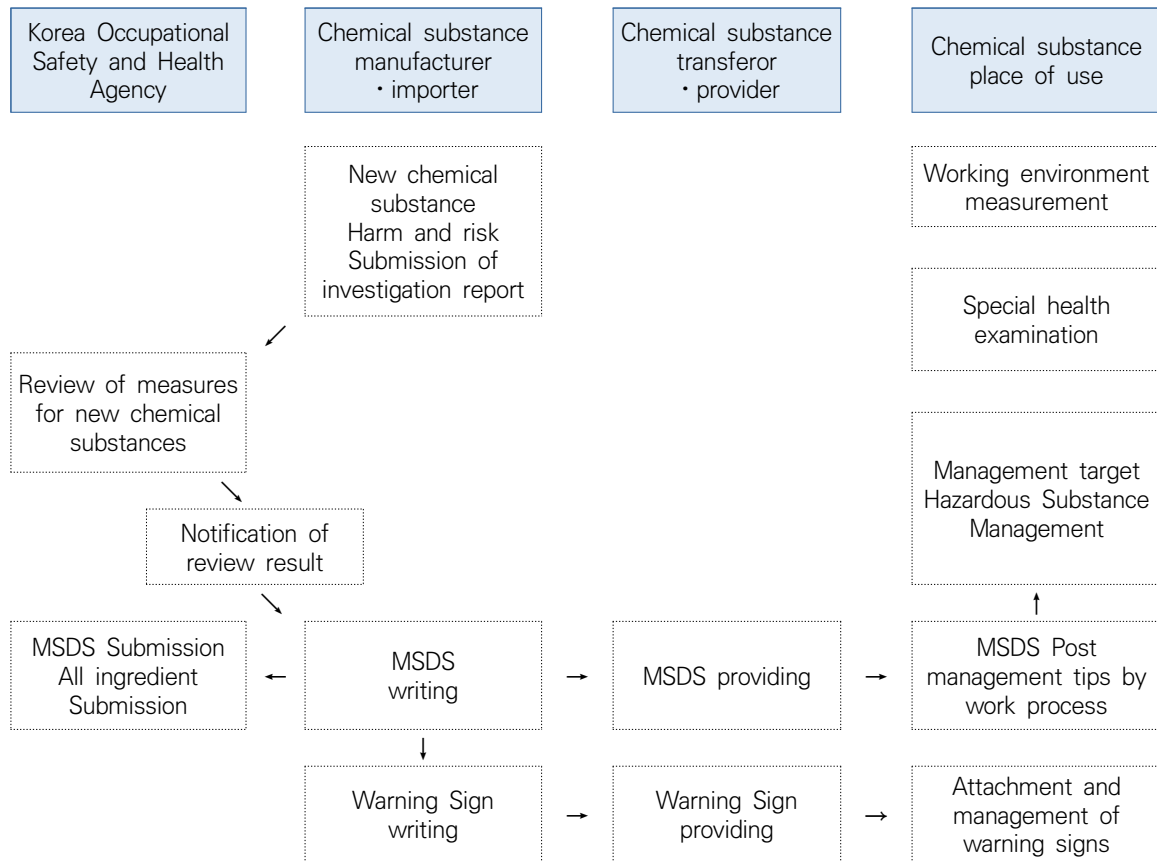 Korea Occupational
Safety and Health
Agency
Chemical substance
manufacturer
・importer
Chemical substance
transferor
・provider
Chemical substance
place of use
New chemical
substance
Harm and risk
Submission of
investigation report
Working environment
measurement
Special health
examination
Review of measures
for new chemical
substances
Management target
Hazardous Substance
Management
Notification of
review result
MSDS Submission
All ingredient
Submission
MSDS
writing
MSDS providing
MSDS Post
management tips by
work process
Warning Sign
writing
Warning Sign
providing
Attachment and
management of
warning signs